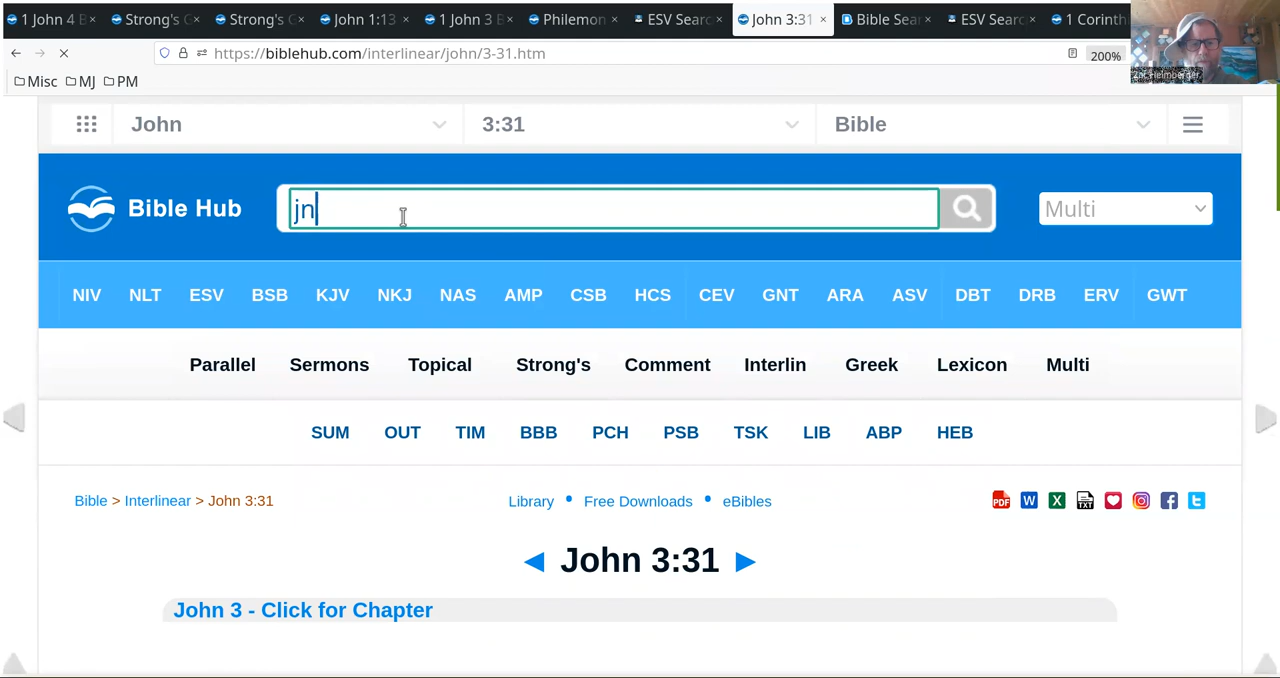 1 John 4 B × Strong's C × Strong's C × John 1:13 × 1 John 3 B × Philemon × ESV Searc × John 3:31 × Bible Sear × ESV Searc × 1 Corinth
https://biblehub.com/interlinear/john/3-31.htm 200%
Zac Helmberger
Misc MJ PM
John 3:31 Bible
Bible Hub jn Multi
NIV NLT ESV BSB KJV NKJ NAS AMP CSB HCS CEV GNT ARA ASV DBT DRB ERV GWT
Parallel Sermons Topical Strong's Comment Interlin Greek Lexicon Multi
SUM OUT TIM BBB PCH PSB TSK LIB ABP HEB
Bible > Interlinear > John 3:31 Library • Free Downloads • eBibles PDF W X TXT
◄ John 3:31 ►
John 3 - Click for Chapter